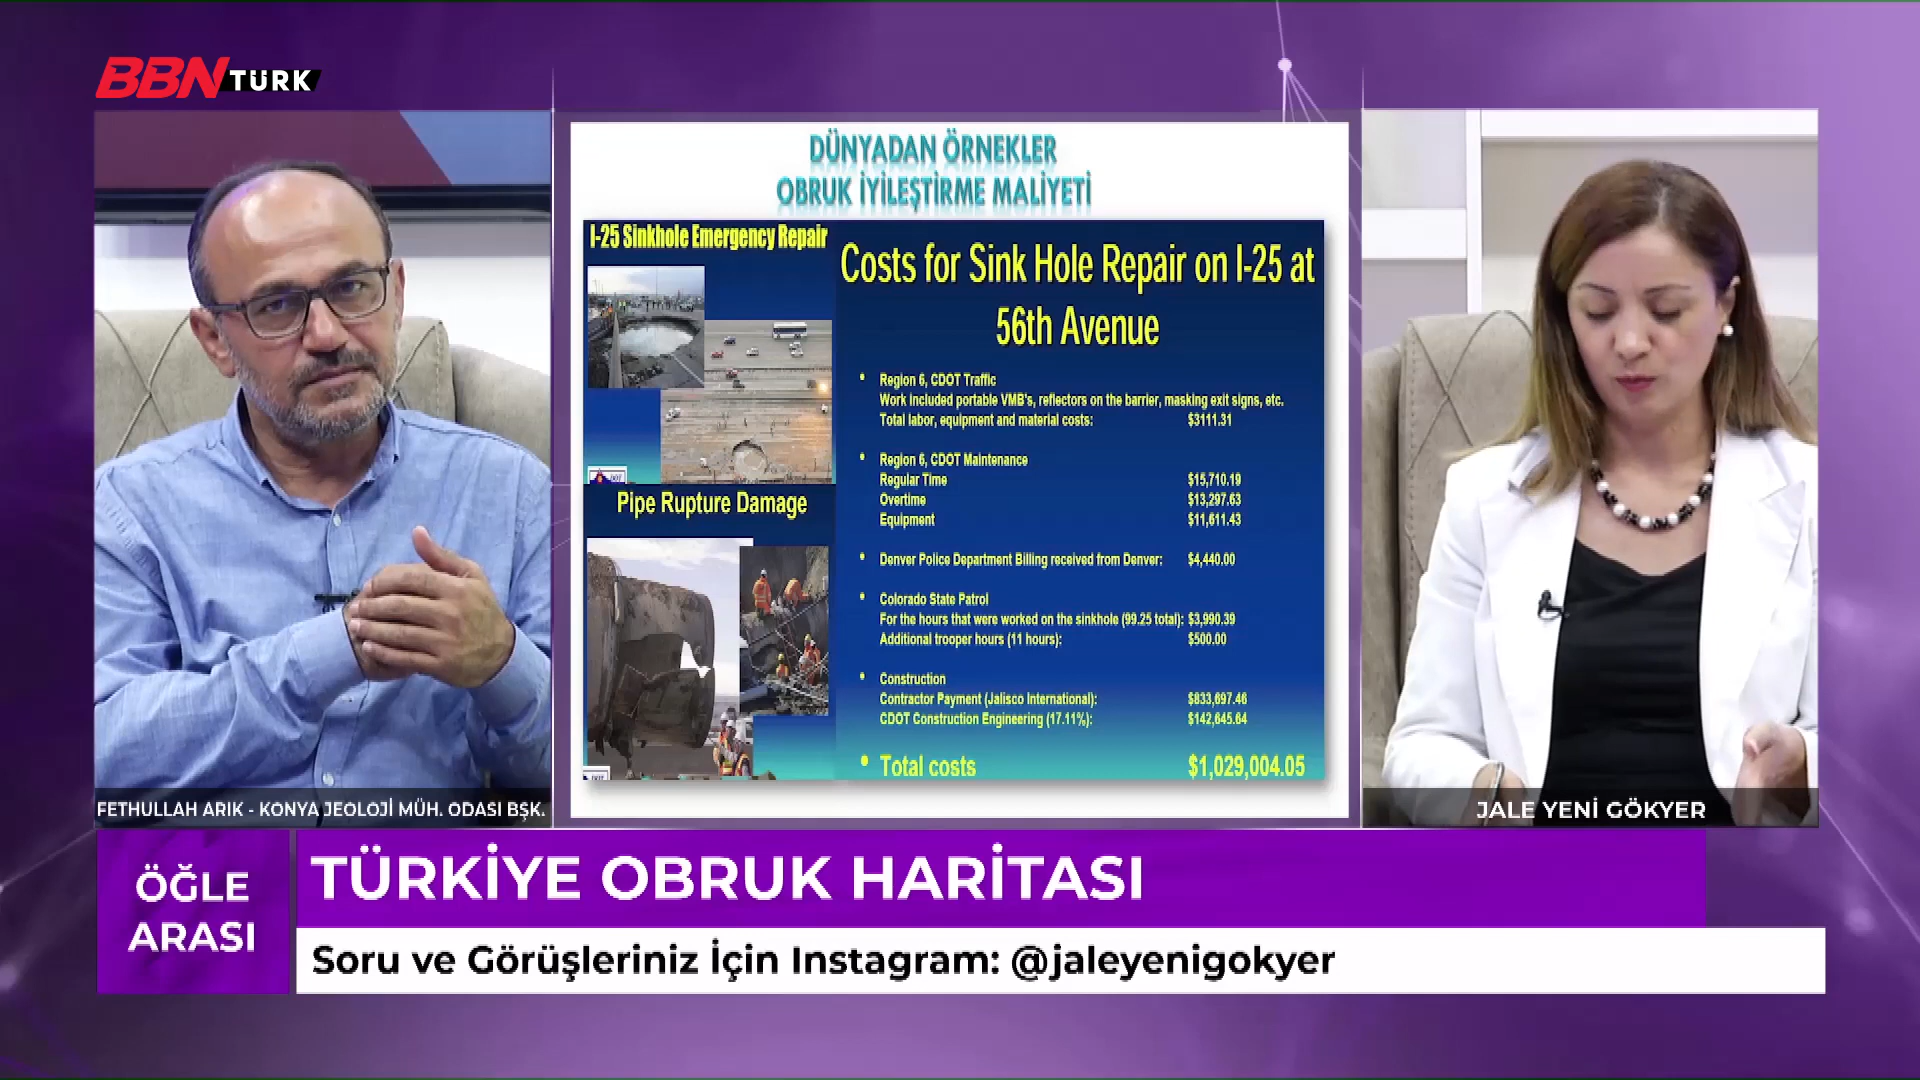 BBN TÜRK
DÜNYADAN ÖRNEKLER
OBRUK İYİLEŞTİRME MALİYETİ
I-25 Sinkhole Emergency Repair
Pipe Rupture Damage
Costs for Sink Hole Repair on I-25 at
56th Avenue
• Region 6, CDOT Traffic
Work included portable VMB's, reflectors on the barrier, masking exit signs, etc.
Total labor, equipment and material costs: $3111.31
• Region 6, CDOT Maintenance
Regular Time $15,710.19
Overtime $13,297.63
Equipment $11,611.43
• Denver Police Department Billing received from Denver: $4,440.00
• Colorado State Patrol
For the hours that were worked on the sinkhole (99.25 total): $3,990.39
Additional trooper hours (11 hours): $500.00
• Construction
Contractor Payment (Jalisco International): $833,697.46
CDOT Construction Engineering (17.11%): $142,645.64
• Total costs $1,029,004.05
FETHULLAH ARIK - KONYA JEOLOJİ MÜH. ODASI BŞK.
JALE YENİ GÖKYER
ÖĞLE
ARASI
TÜRKİYE OBRUK HARİTASI
Soru ve Görüşleriniz İçin Instagram: @jaleyenigokyer